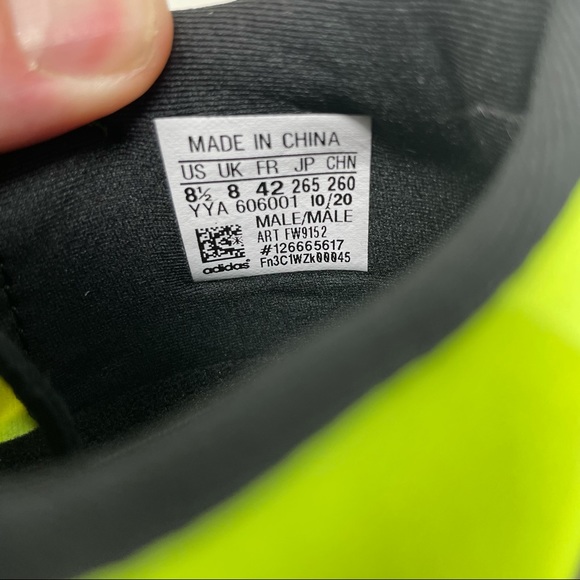 MADE IN CHINA
US UK FR JP CHN
8½ 8 42 265 260
YYA 606001 10/20
MALE/MÂLE
ART FW9152
#126665617
adidas Fn3C1WZk00045